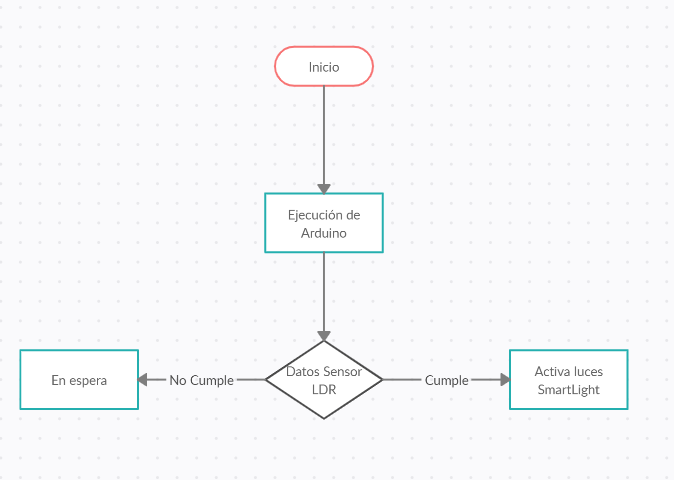 Inicio
Ejecución de
Arduino
Datos Sensor
LDR
En espera
No Cumple
Cumple
Activa luces
SmartLight